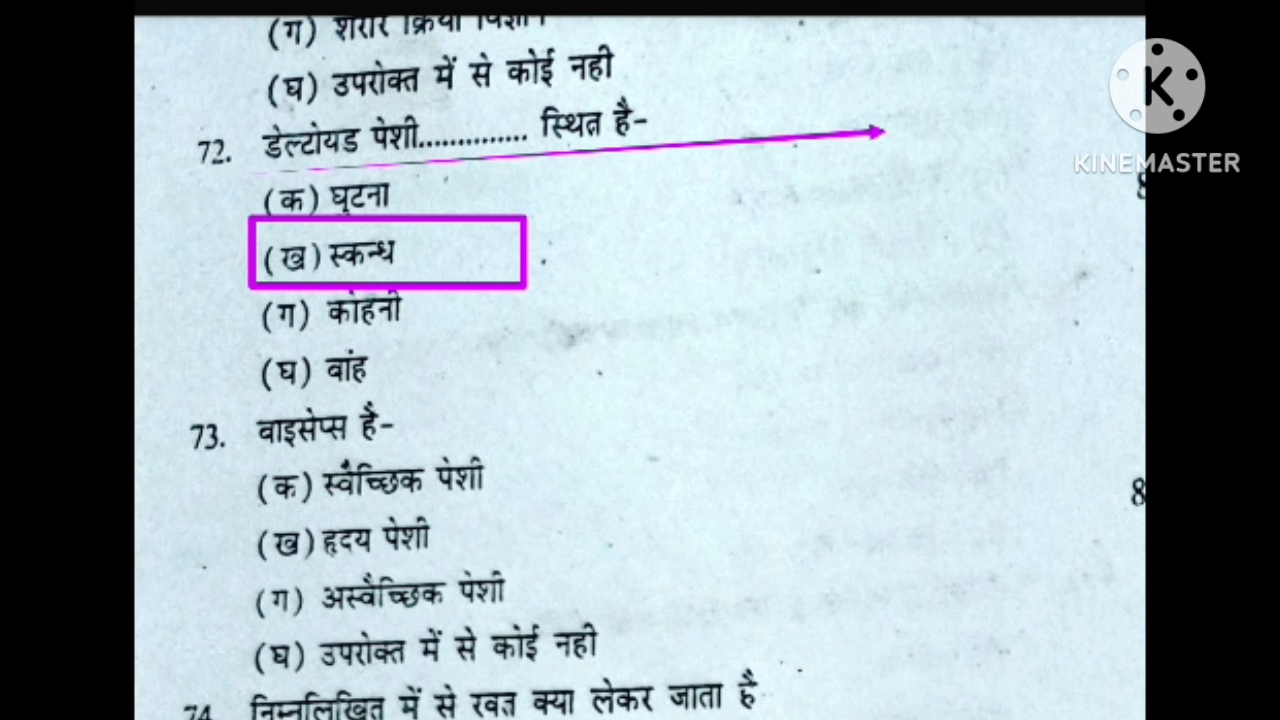 (ग) शरीर क्रिया
(घ) उपरोक्त में से कोई नही
72. डेल्टोयड पेशी.............. स्थित है-
(क) घुटना
(ख) स्कन्ध
(ग) कोहनी
(घ) वांह
73. वाइसेप्स है-
(क) स्वैच्छिक पेशी
(ख) हृदय पेशी
(ग) अस्वैच्छिक पेशी
(घ) उपरोक्त में से कोई नही
74. निम्नलिखित में से रक्त क्या लेकर जाता है
8
K
KINEMASTER